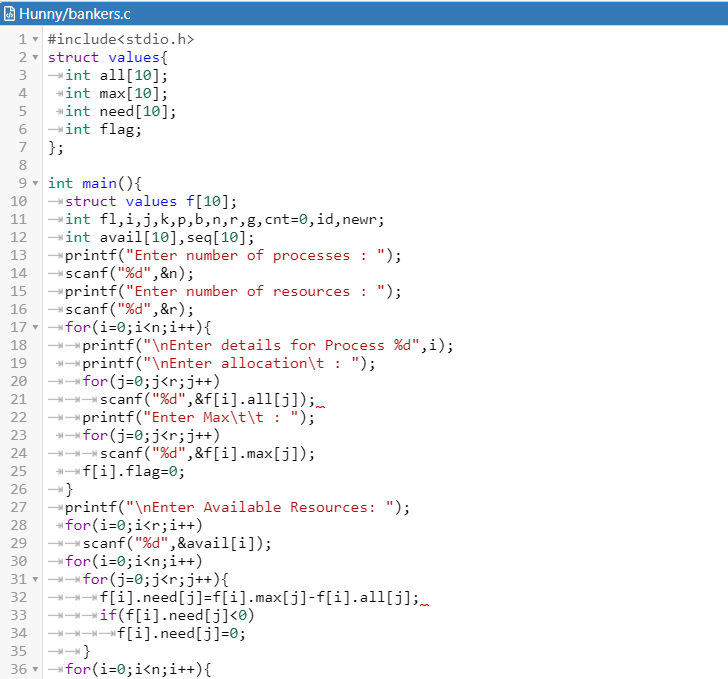 Hunny/bankers.c
1 #include<stdio.h>
2 struct values{
3 int all[10];
4 int max[10];
5 int need[10];
6 int flag;
7 };
8
9 int main(){
10 struct values f[10];
11 int fl,i,j,k,p,b,n,r,g,cnt=0,id,newr;
12 int avail[10],seq[10];
13 printf("Enter number of processes : ");
14 scanf("%d",&n);
15 printf("Enter number of resources : ");
16 scanf("%d",&r);
17 for(i=0;i<n;i++){
18 printf("\nEnter details for Process %d",i);
19 printf("\nEnter allocation\t : ");
20 for(j=0;j<r;j++)
21 scanf("%d",&f[i].all[j]);
22 printf("Enter Max\t\t : ");
23 for(j=0;j<r;j++)
24 scanf("%d",&f[i].max[j]);
25 f[i].flag=0;
26 }
27 printf("\nEnter Available Resources: ");
28 for(i=0;i<r;i++)
29 scanf("%d",&avail[i]);
30 for(i=0;i<n;i++)
31 for(j=0;j<r;j++){
32 f[i].need[j]=f[i].max[j]-f[i].all[j];
33 if(f[i].need[j]<0)
34 f[i].need[j]=0;
35 }
36 for(i=0;i<n;i++){